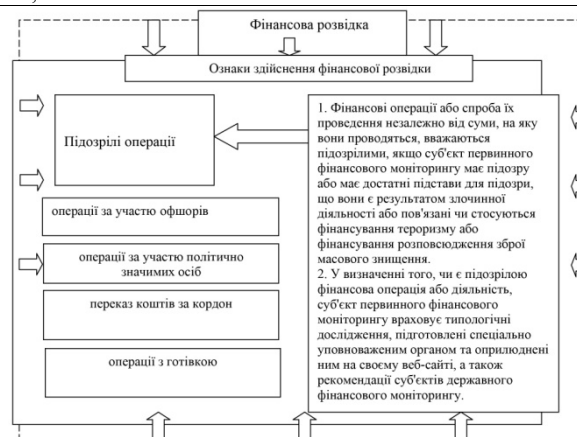 Фінансова розвідка
Ознаки здійснення фінансової розвідки
Підозрілі операції
операції за участю офшорів
операції за участю політично
значимих осіб
переказ коштів за кордон
операції з готівкою
1. Фінансові операції або спроба їх
проведення незалежно від суми, на яку
вони проводяться, вважаються
підозрілими, якщо суб'єкт первинного
фінансового моніторингу має підозру
або має достатні підстави для підозри,
що вони є результатом злочинної
діяльності або пов'язані чи стосуються
фінансування тероризму або
фінансування розповсюдження зброї
масового знищення.
2. У визначенні того, чи є підозрілою
фінансова операція або діяльність,
суб'єкт первинного фінансового
моніторингу враховує типологічні
дослідження, підготовлені спеціально
уповноваженим органом та оприлюднені
ним на своєму веб-сайті, а також
рекомендації суб'єктів державного
фінансового моніторингу.